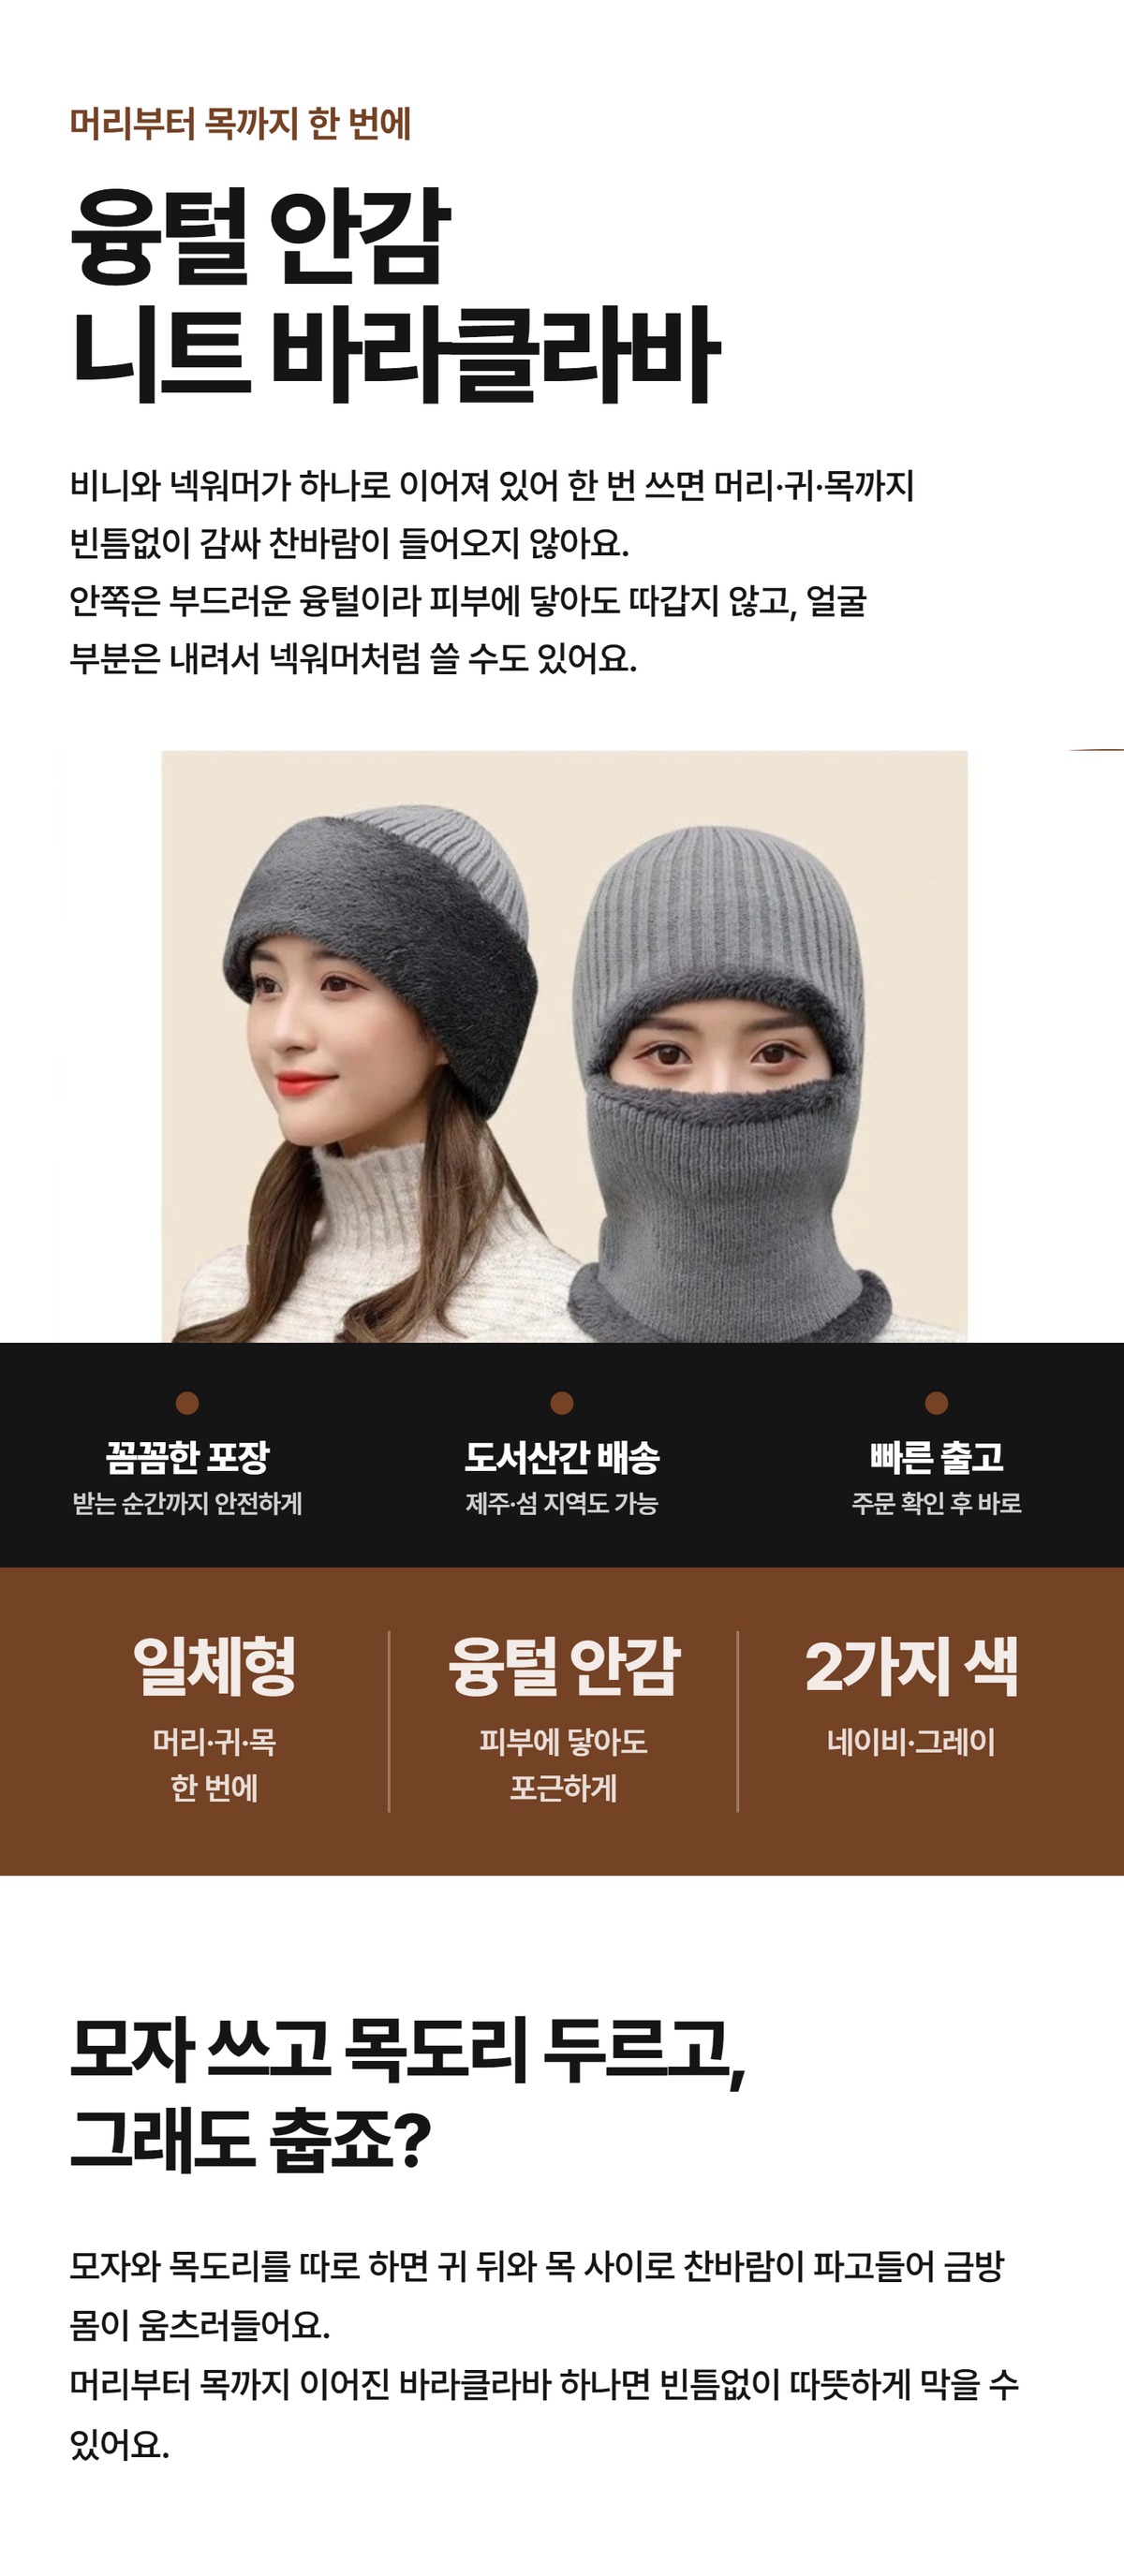 머리부터 목까지 한 번에
융털 안감
니트 바라클라바
비니와 넥워머가 하나로 이어져 있어 한 번 쓰면 머리·귀·목까지
빈틈없이 감싸 찬바람이 들어오지 않아요.
안쪽은 부드러운 융털이라 피부에 닿아도 따갑지 않고, 얼굴
부분은 내려서 넥워머처럼 쓸 수도 있어요.
꼼꼼한 포장
받는 순간까지 안전하게
도서산간 배송
제주·섬 지역도 가능
빠른 출고
주문 확인 후 바로
일체형
머리·귀·목
한 번에
융털 안감
피부에 닿아도
포근하게
2가지 색
네이비·그레이
모자 쓰고 목도리 두르고,
그래도 춥죠?
모자와 목도리를 따로 하면 귀 뒤와 목 사이로 찬바람이 파고들어 금방
몸이 움츠러들어요.
머리부터 목까지 이어진 바라클라바 하나면 빈틈없이 따뜻하게 막을 수
있어요.